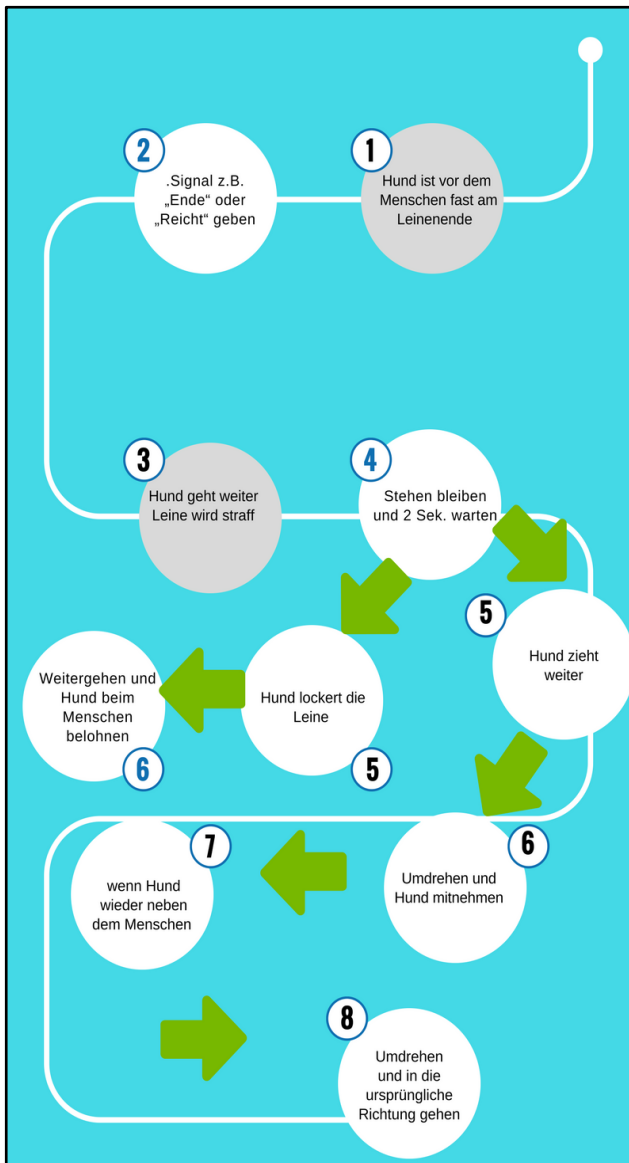 1
Hund ist vor dem
Menschen fast am
Leinenende
2
.Signal z.B.
„Ende“ oder
„Reicht“ geben
3
Hund geht weiter
Leine wird straff
4
Stehen bleiben
und 2 Sek. warten
5
Hund zieht
weiter
5
Hund lockert die
Leine
6
Weitergehen und
Hund beim
Menschen
belohnen
6
Umdrehen und
Hund mitnehmen
7
wenn Hund
wieder neben
dem Menschen
8
Umdrehen
und in die
ursprüngliche
Richtung gehen